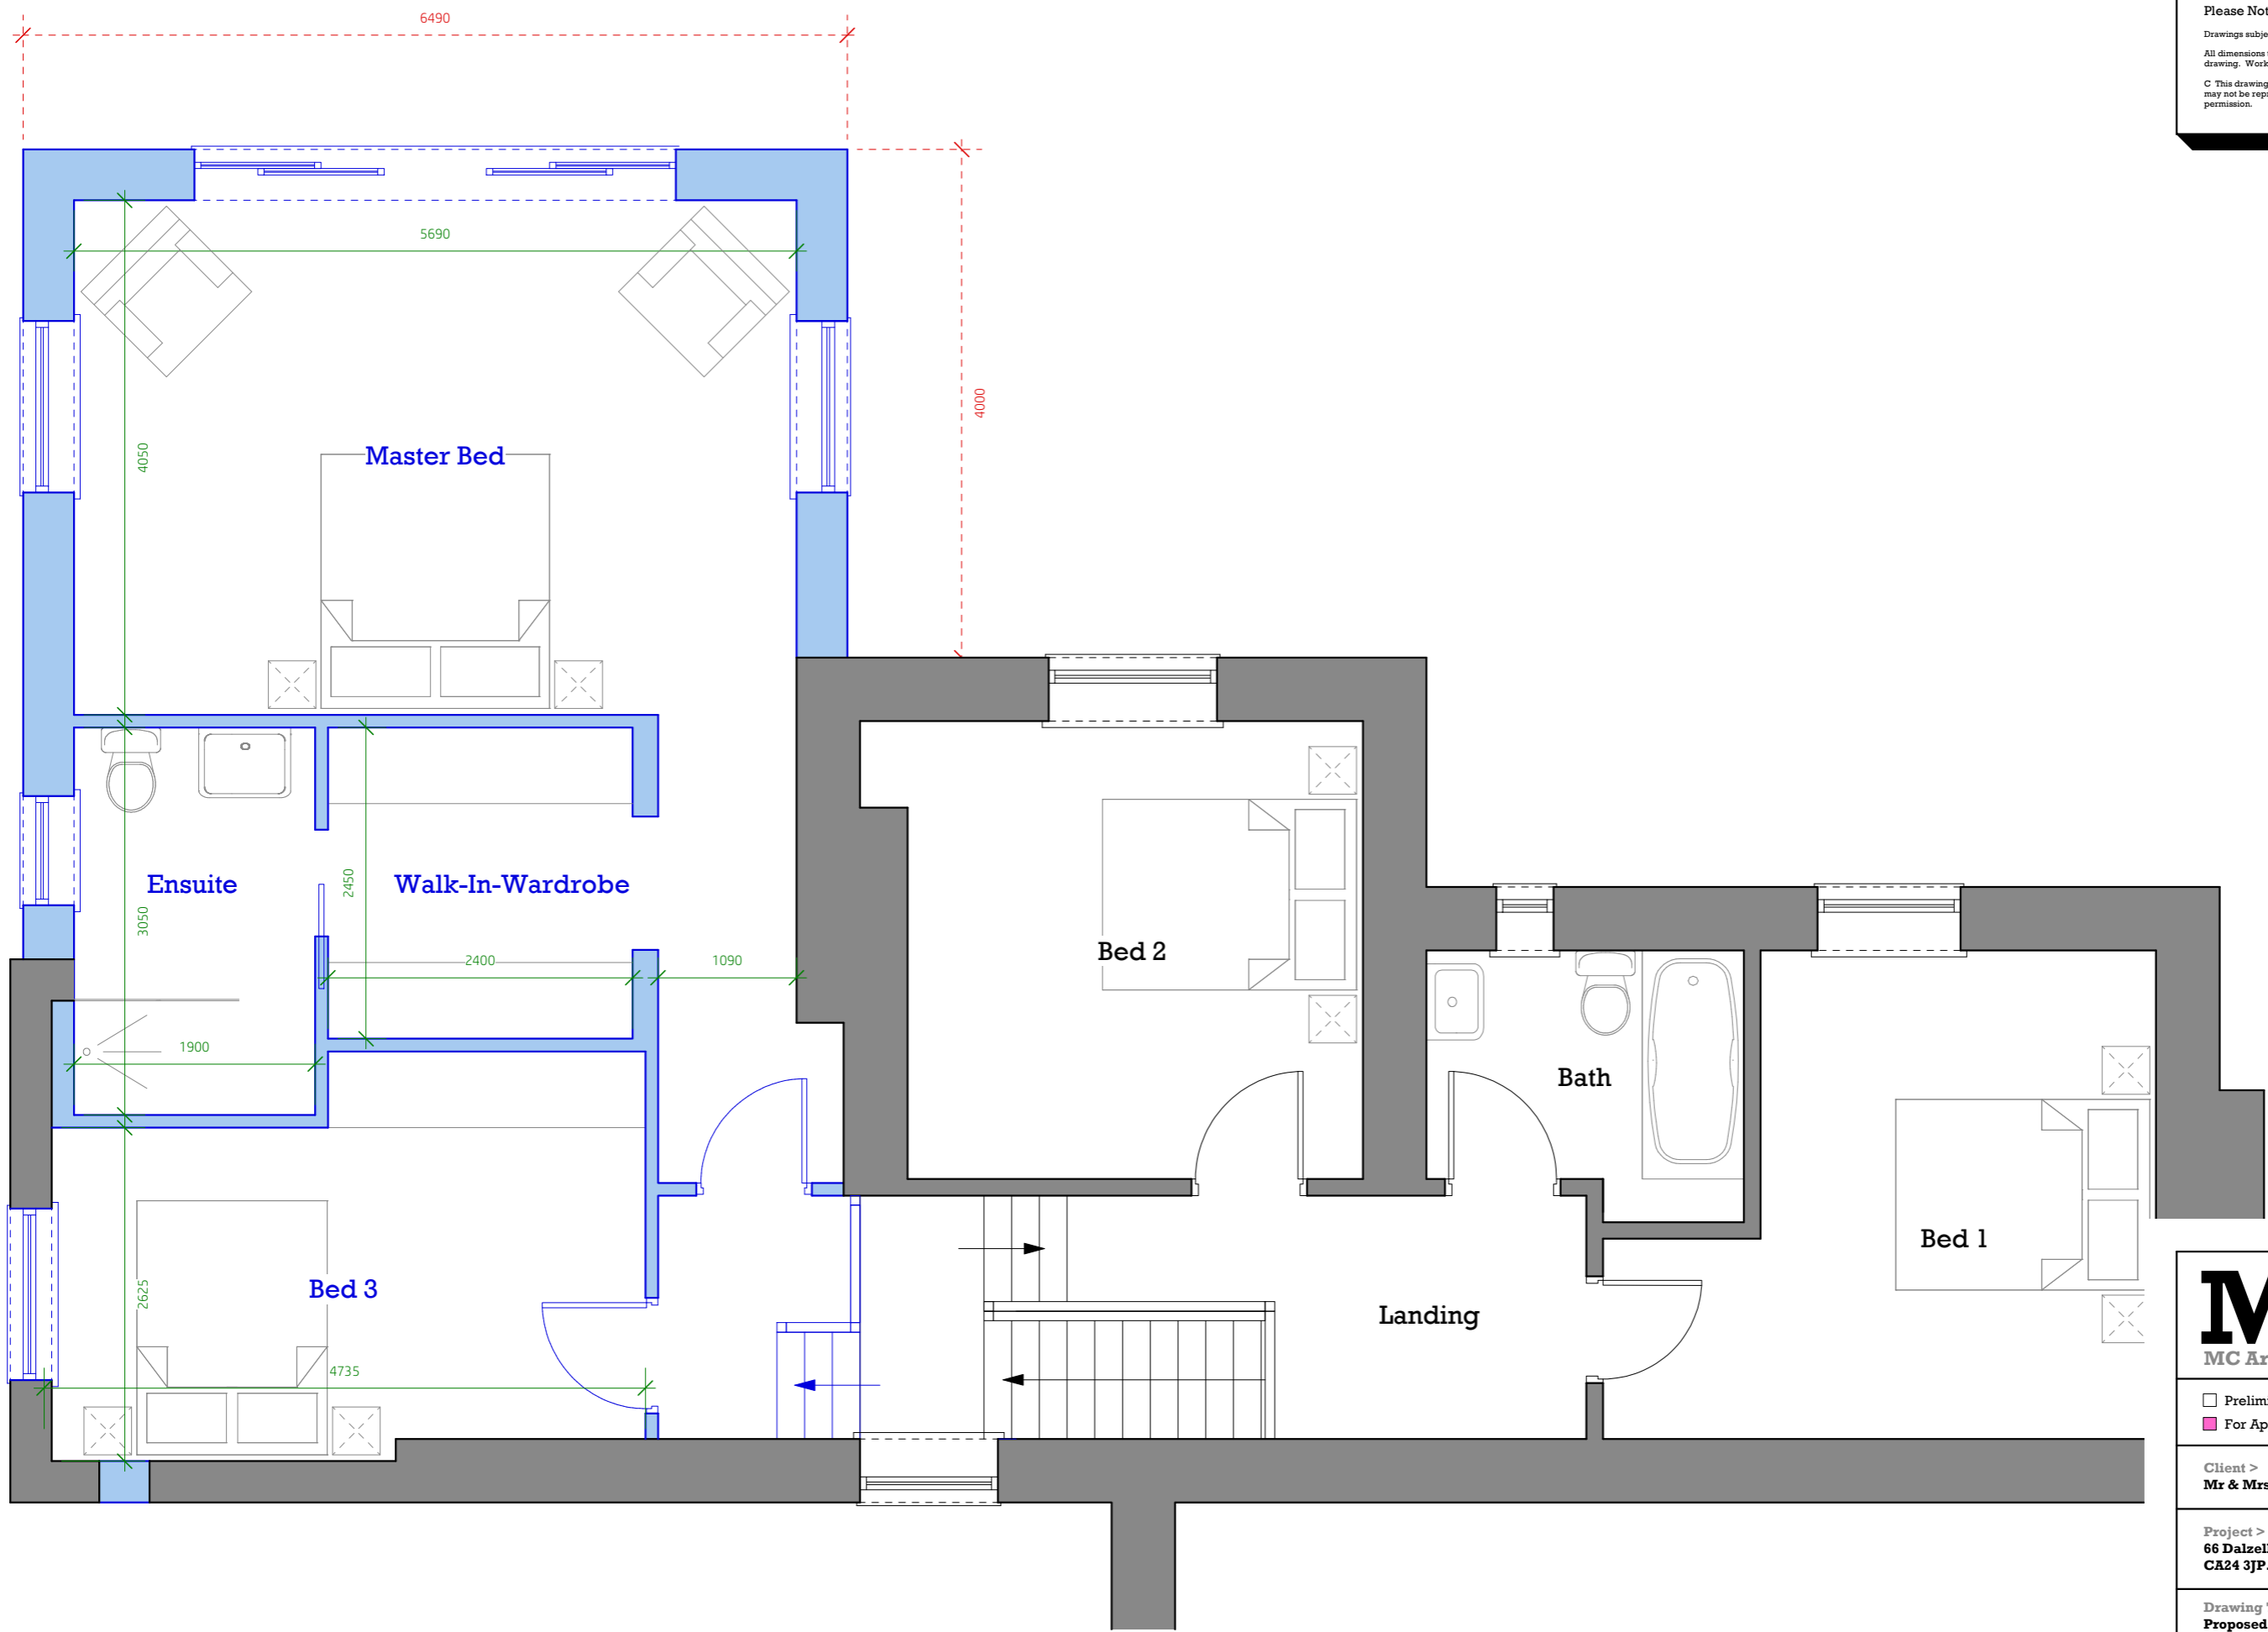 6490
Please Not
Drawings subje
All dimensions
drawing. Work
C This drawing
may not be repr
permission.
5690
4000
4050
Master Bed
Ensuite
Walk-In-Wardrobe
2450
3050
2400
1090
Bed 2
1900
Bath
Bed 1
Bed 3
2625
Landing
4735
M
MC Ar
Prelim
For Ap
Client >
Mr & Mrs
Project >
66 Dalzell
CA24 3JP.
Drawing
Proposed